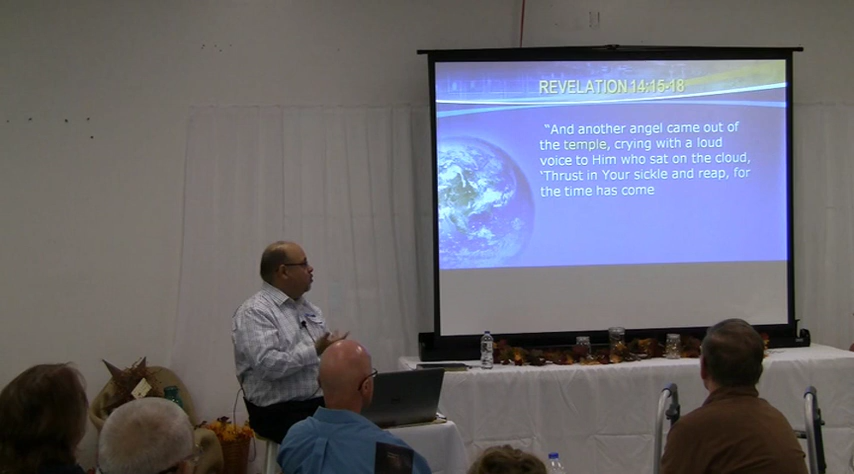 REVELATION 14:15-18
“And another angel came out of
the temple, crying with a loud
voice to Him who sat on the cloud,
‘Thrust in Your sickle and reap, for
the time has come